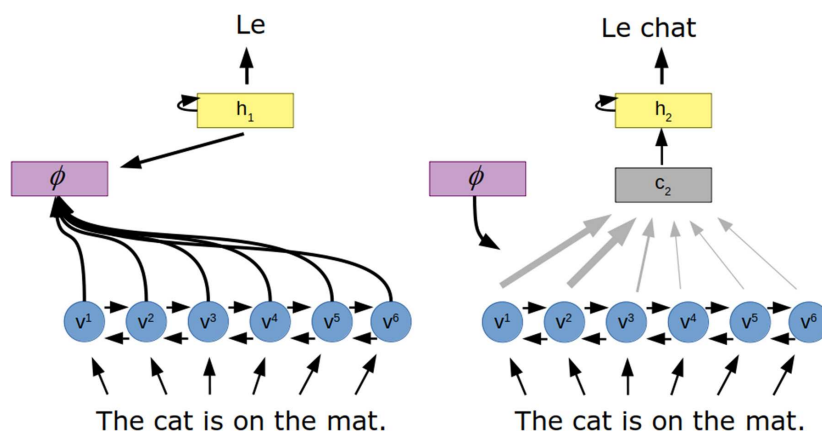 Le
Le chat
h₁
h₂
ϕ
ϕ
c₂
v¹ v² v³ v⁴ v⁵ v⁶
v¹ v² v³ v⁴ v⁵ v⁶
The cat is on the mat.
The cat is on the mat.